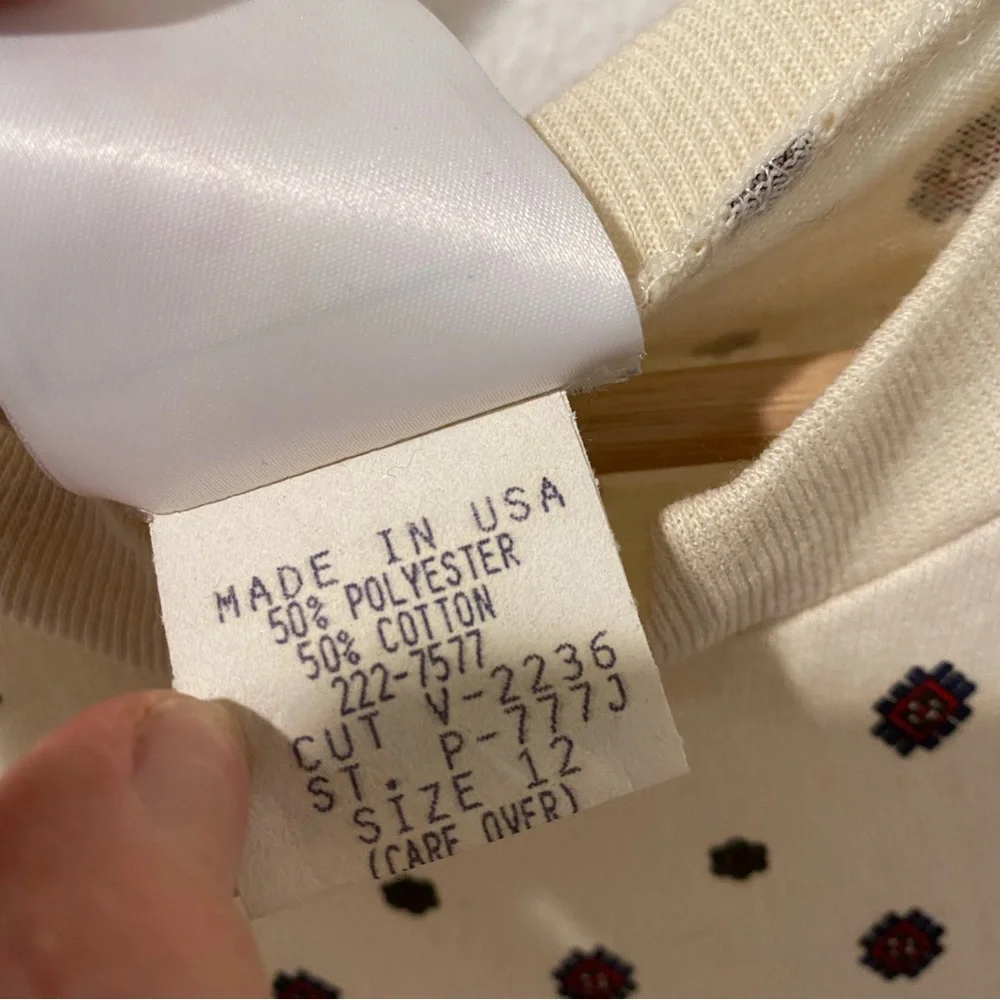 MADE IN USA
50% POLYESTER
50% COTTON
222-7577
CUT V-2236
ST. P-777J
SIZE 12
(CARE OVER)